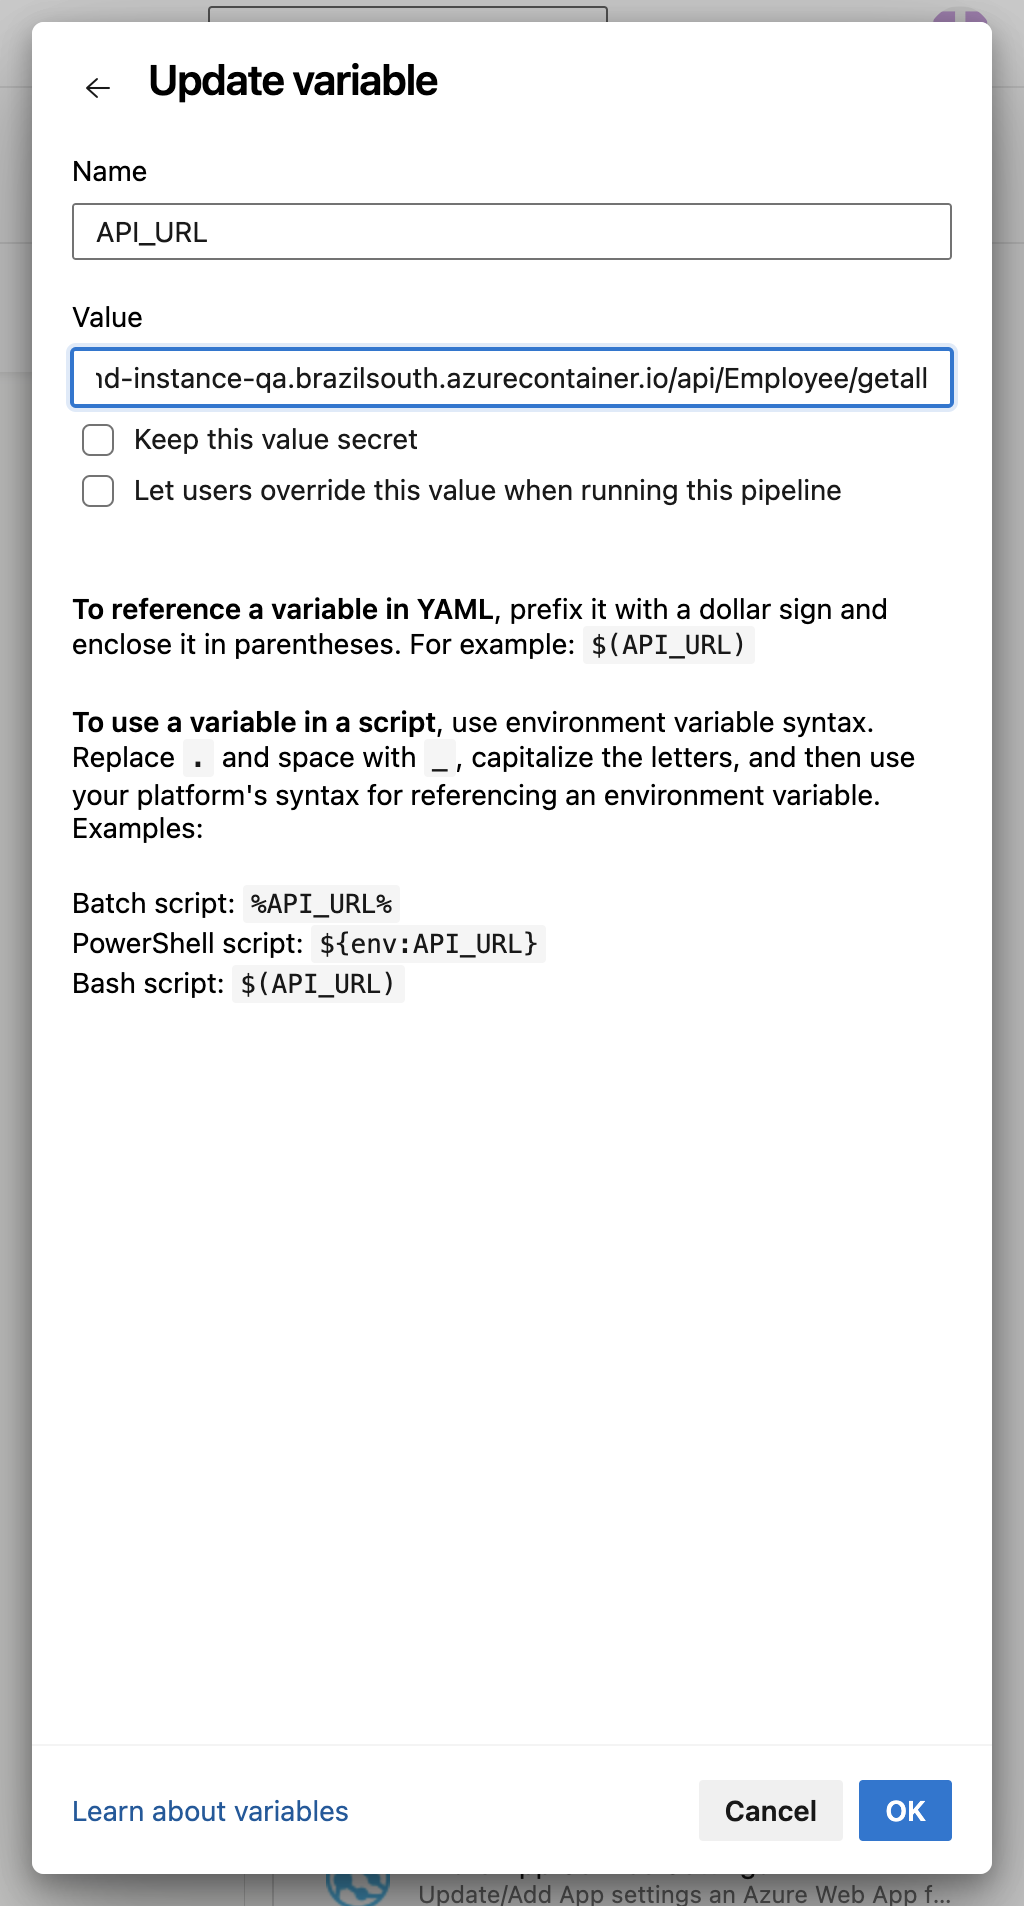 Update variable
Name
API_URL
Value
nd-instance-qa.brazilsouth.azurecontainer.io/api/Employee/getall
Keep this value secret
Let users override this value when running this pipeline
To reference a variable in YAML, prefix it with a dollar sign and
enclose it in parentheses. For example: $(API_URL)
To use a variable in a script, use environment variable syntax.
Replace . and space with _, capitalize the letters, and then use
your platform's syntax for referencing an environment variable.
Examples:
Batch script: %API_URL%
PowerShell script: ${env:API_URL}
Bash script: $(API_URL)
Learn about variables
Cancel
OK
Update/Add App settings an Azure Web App f...